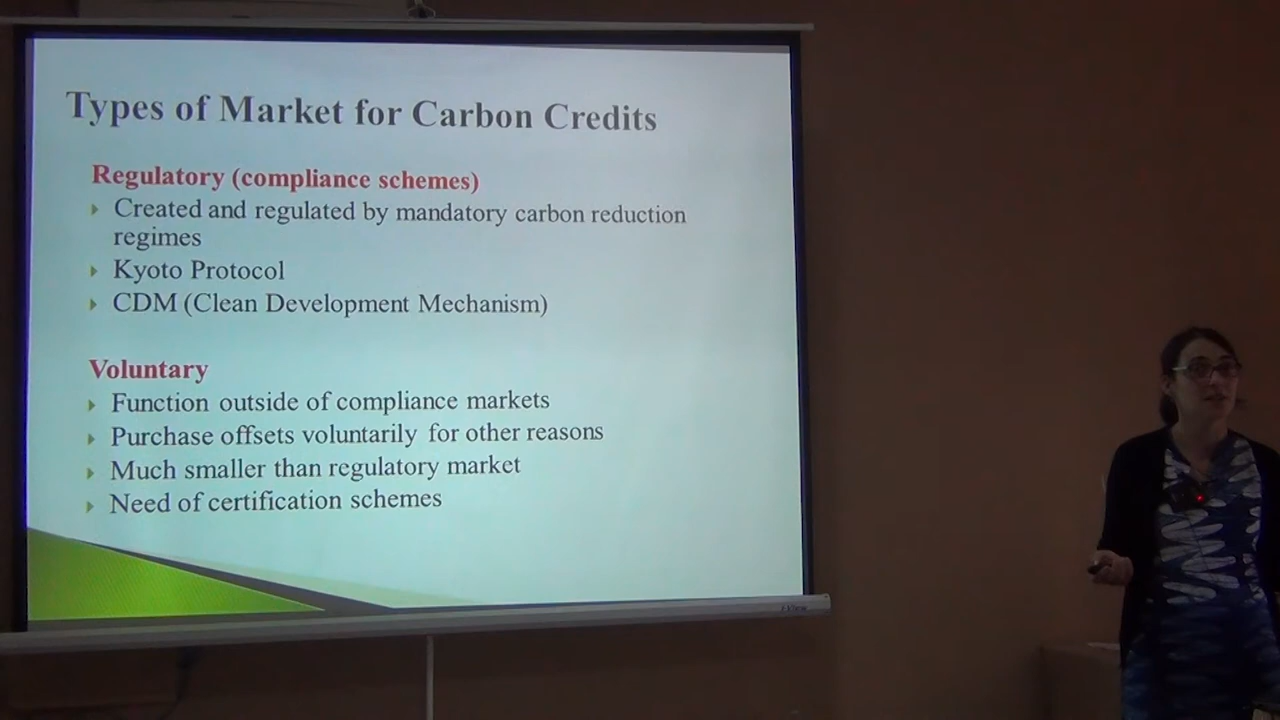 Types of Market for Carbon Credits
Regulatory (compliance schemes)
Created and regulated by mandatory carbon reduction
regimes
Kyoto Protocol
CDM (Clean Development Mechanism)
Voluntary
Function outside of compliance markets
Purchase offsets voluntarily for other reasons
Much smaller than regulatory market
Need of certification schemes